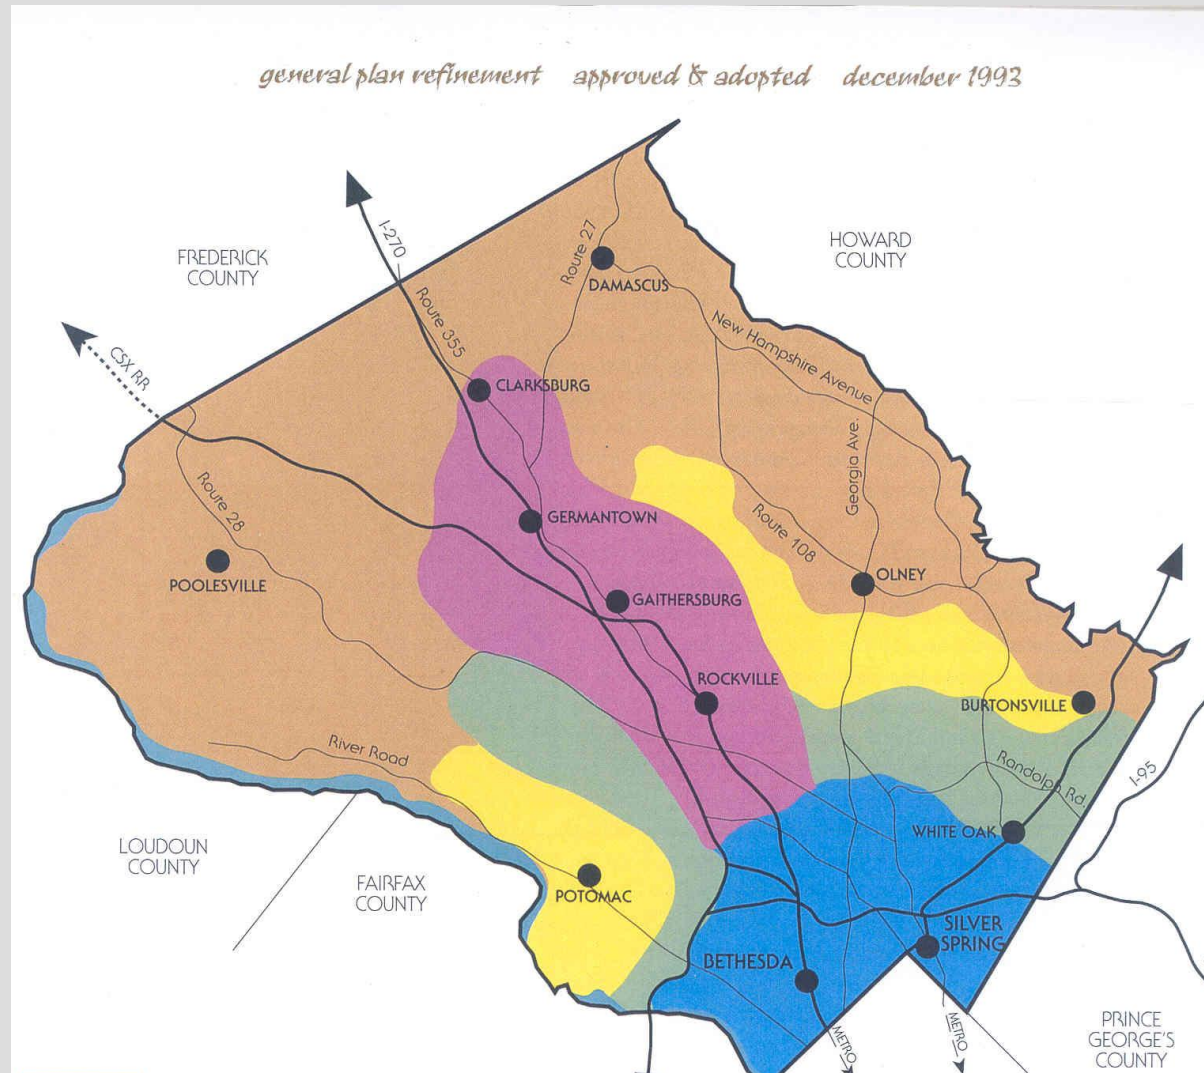 general plan refinement approved & adopted december 1993
FREDERICK
COUNTY
HOWARD
COUNTY
I-270
Route 27
DAMASCUS
Route 355
CSX RR
New Hampshire Avenue
CLARKSBURG
Georgia Ave.
Route 28
GERMANTOWN
Route 108
POOLESVILLE
OLNEY
GAITHERSBURG
ROCKVILLE
BURTONSVILLE
River Road
Randolph Rd.
I-95
WHITE OAK
LOUDOUN
COUNTY
FAIRFAX
COUNTY
POTOMAC
SILVER
SPRING
BETHESDA
METRO
METRO
PRINCE
GEORGE'S
COUNTY